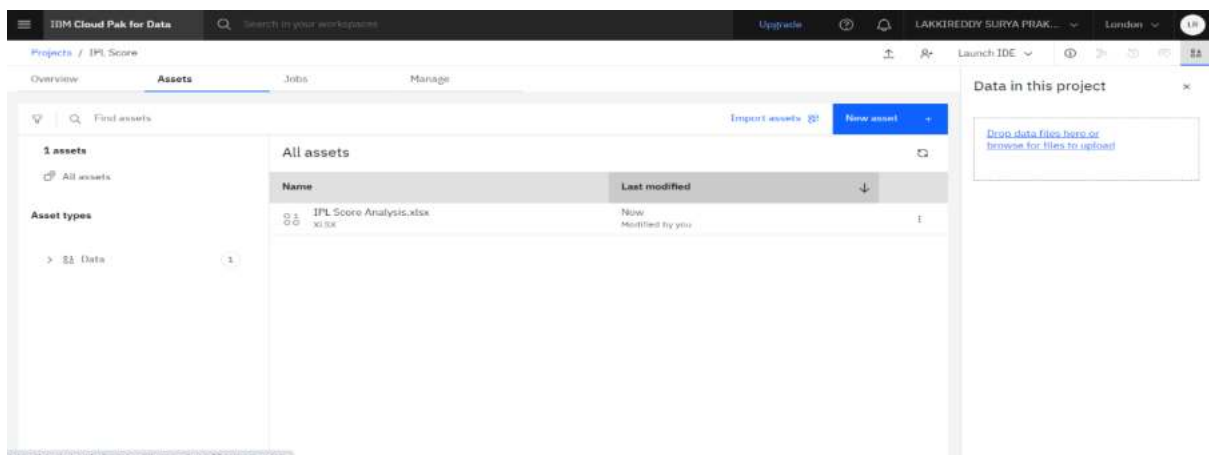 IBM Cloud Pak for Data
Search in your workspaces
Upgrade
LAKKIREDDY SURYA PRAK...
London
LR
Projects / IPL Score
Launch IDE
Overview
Assets
Jobs
Manage
Data in this project
Find assets
Import assets
New asset +
Drop data files here or
browse for files to upload
1 assets
All assets
All assets
Name
Last modified
Asset types
IPL Score Analysis.xlsx
XLSX
Now
Modified by you
Data
1